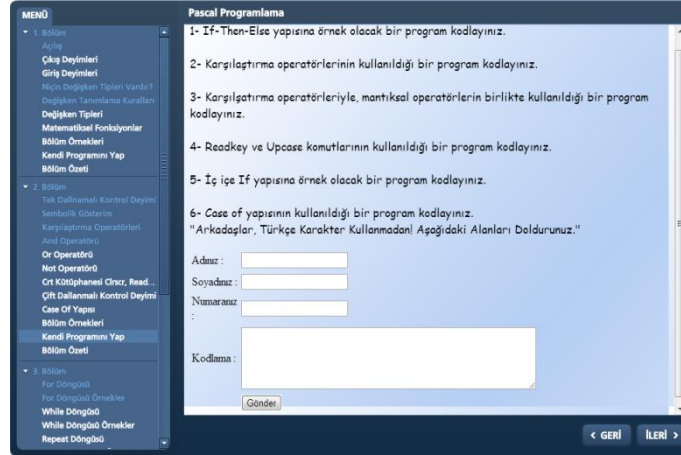 MENÜ
1. Bölüm
Açılış
Çıkış Deyimleri
Giriş Deyimleri
Niçin Değişken Tipleri Vardır?
Değişken Tanımlama Kuralları
Değişken Tipleri
Matematiksel Fonksiyonlar
Bölüm Örnekleri
Kendi Programını Yap
Bölüm Özeti
2. Bölüm
Tek Dallnamalı Kontrol Deyimi
Sembolik Gösterim
Karşılaştırma Operatörleri
And Operatörü
Or Operatörü
Not Operatörü
Crt Kütüphanesi Clrscr, Read...
Çift Dallanmalı Kontrol Deyimi
Case Of Yapısı
Bölüm Örnekleri
Kendi Programını Yap
Bölüm Özeti
3. Bölüm
For Döngüsü
For Döngüsü Örnekler
While Döngüsü
While Döngüsü Örnekler
Repeat Döngüsü
Pascal Programlama
1- If-Then-Else yapısına örnek olacak bir program kodlayınız.
2- Karşılaştırma operatörlerinin kullanıldığı bir program kodlayınız.
3- Karşılşatırma operatörleriyle, mantıksal operatörlerin birlikte kullanıldığı bir program
kodlayınız.
4- Readkey ve Upcase komutlarının kullanıldığı bir program kodlayınız.
5- İç içe If yapısına örnek olacak bir program kodlayınız.
6- Case of yapısının kullanıldığı bir program kodlayınız.
"Arkadaşlar, Türkçe Karakter Kullanmadan! Aşağıdaki Alanları Doldurunuz."
Adınız :
Soyadınız :
Numaranız
:
Kodlama :
Gönder
< GERİ
İLERİ >